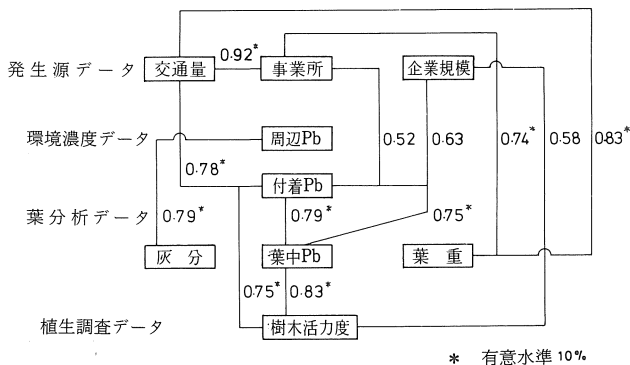 0.92*
発生源データ 交通量 事業所 企業規模
環境濃度データ 周辺Pb 0.52 0.63 0.74* 0.58 0.83*
0.78*
付着Pb
葉分析データ 0.79* 0.79* 0.75*
灰分 葉中Pb 葉重
0.75* 0.83*
植生調査データ 樹木活力度
* 有意水準10%